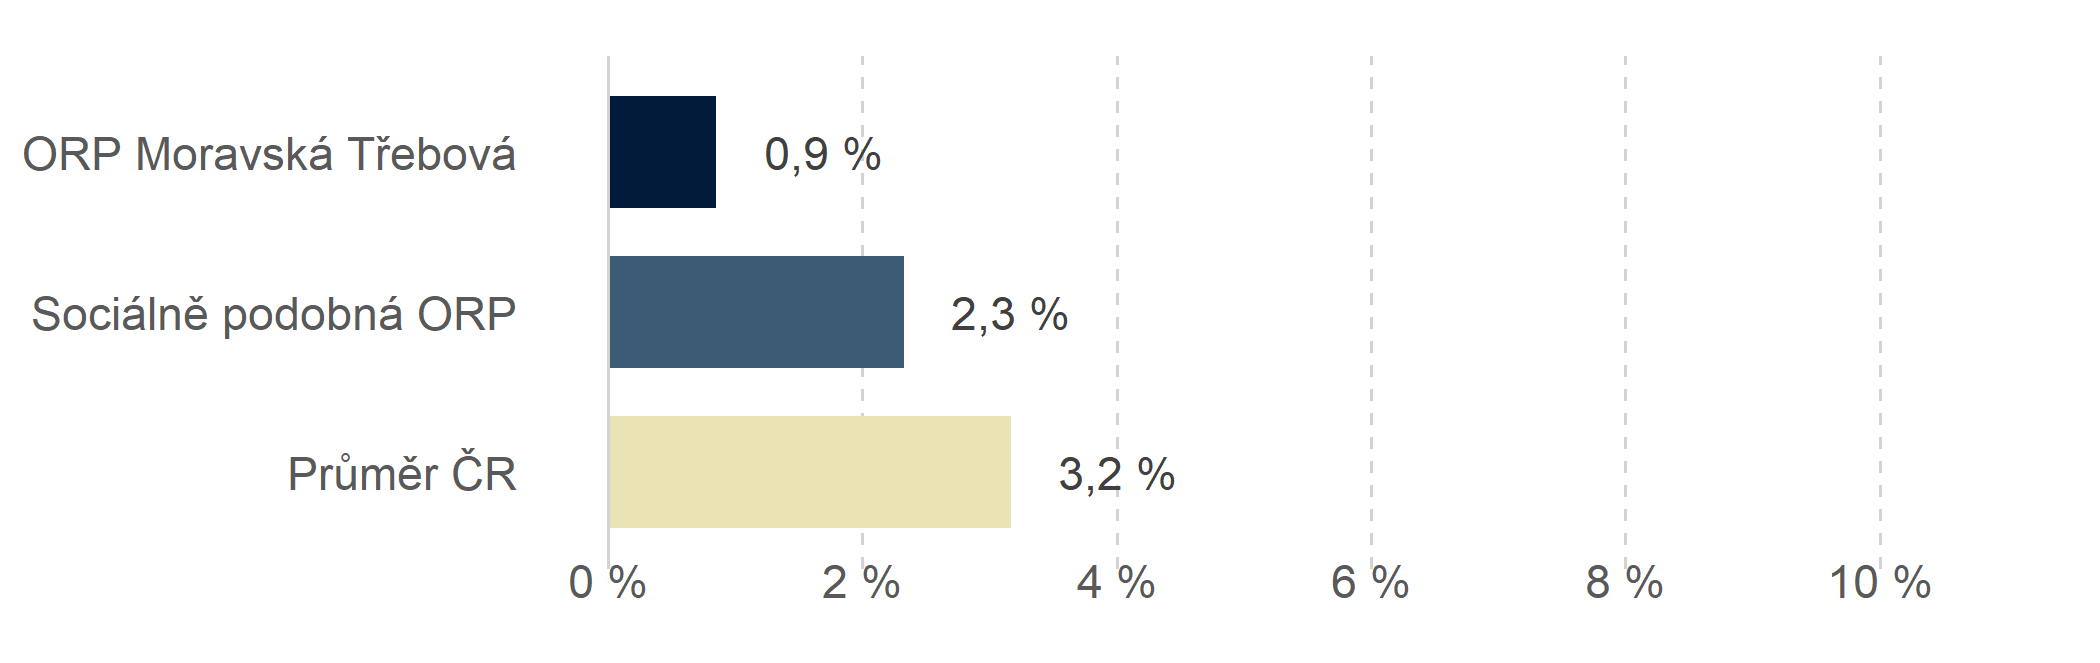 ORP Moravská Třebová
0,9 %
Sociálně podobná ORP
2,3 %
Průměr ČR
3,2 %
0 % 2 % 4 % 6 % 8 % 10 %